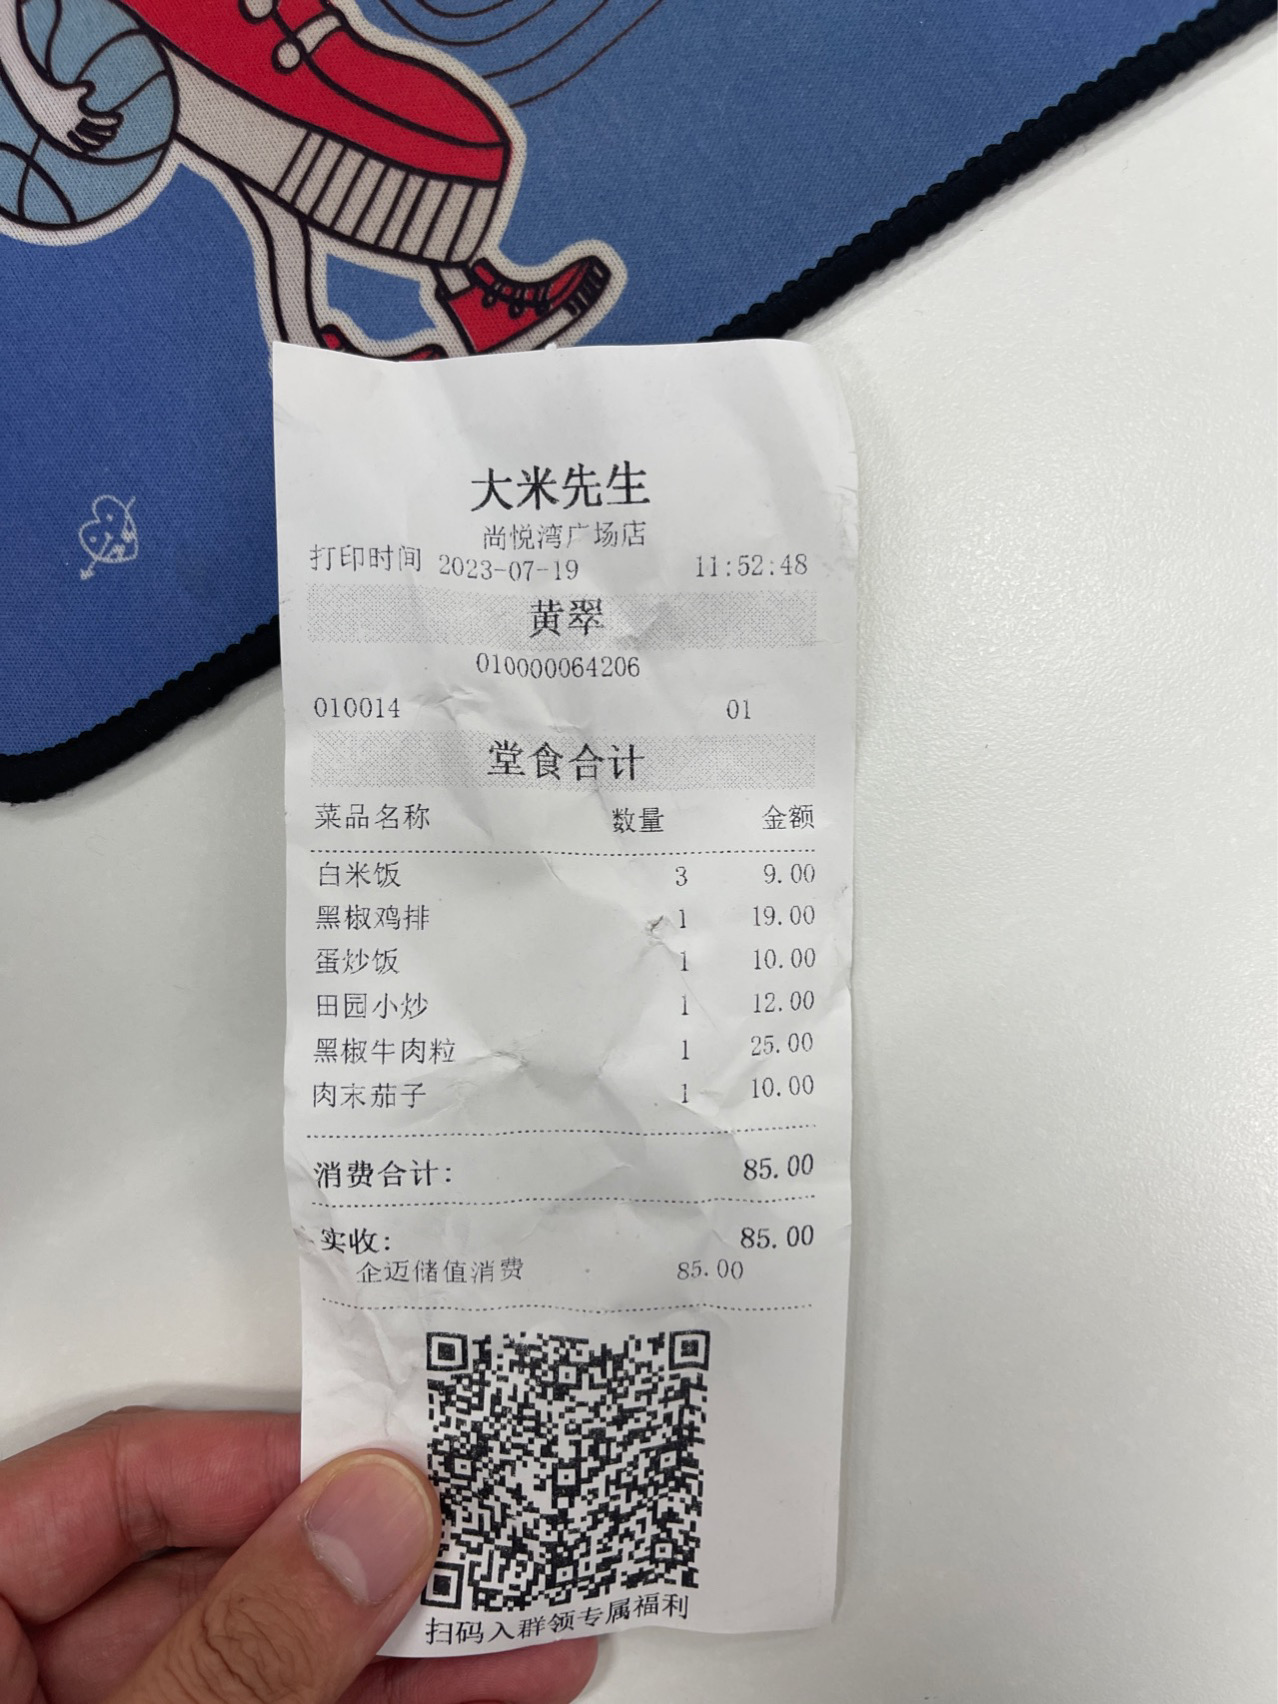 大米先生
尚悦湾广场店
打印时间 2023-07-19 11:52:48
黄翠
010000064206
010014 01
堂食合计
菜品名称 数量 金额
白米饭 3 9.00
黑椒鸡排 1 19.00
蛋炒饭 1 10.00
田园小炒 1 12.00
黑椒牛肉粒 1 25.00
肉末茄子 1 10.00
消费合计: 85.00
实收: 85.00
企迈储值消费 85.00
扫码入群领专属福利